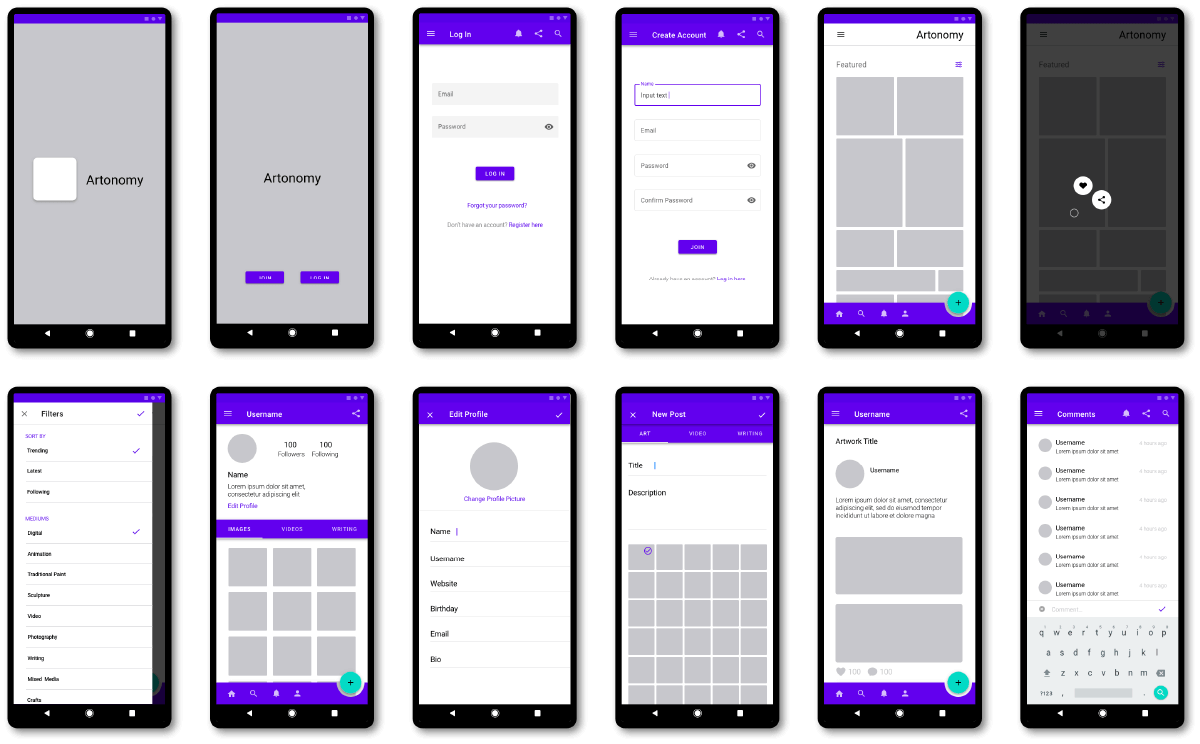 Artonomy
Artonomy
JOIN
LOG IN
Log In
Email
Password
LOG IN
Forgot your password?
Don't have an account? Register here
Create Account
Name
Input text
Email
Password
Confirm Password
JOIN
Already have an account? Log in here
Artonomy
Featured
Artonomy
Featured
Filters
SORT BY
Trending
Latest
Following
MEDIUMS
Digital
Animation
Traditional Paint
Sculpture
Video
Photography
Writing
Mixed Media
Crafts
Username
100 100
Followers Following
Name
Lorem ipsum dolor sit amet,
consectetur adipiscing elit
Edit Profile
IMAGES VIDEOS WRITING
Edit Profile
Change Profile Picture
Name
Username
Website
Birthday
Email
Bio
New Post
ART VIDEO WRITING
Title
Description
Username
Artwork Title
Username
Lorem ipsum dolor sit amet, consectetur
adipiscing elit, sed do eiusmod tempor
incididunt ut labore et dolore magna
100 100
Comments
Username 4 hours ago
Lorem ipsum dolor sit amet
Username 4 hours ago
Lorem ipsum dolor sit amet
Username 4 hours ago
Lorem ipsum dolor sit amet
Username 4 hours ago
Lorem ipsum dolor sit amet
Username 4 hours ago
Lorem ipsum dolor sit amet
Username 4 hours ago
Lorem ipsum dolor sit amet
Comment...
q w e r t y u i o p
a s d f g h j k l
z x c v b n m
?123 , .